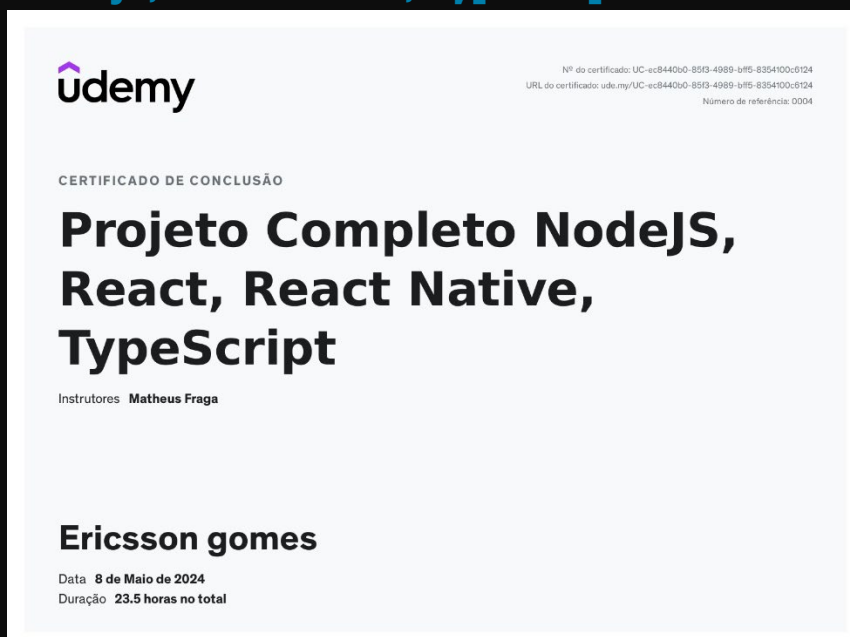 udemy
Nº do certificado: UC-ec8440b0-85f3-4989-bff5-8354100c6124
URL do certificado: ude.my/UC-ec8440b0-85f3-4989-bff5-8354100c6124
Número de referência: 0004
CERTIFICADO DE CONCLUSÃO
Projeto Completo NodeJS,
React, React Native,
TypeScript
Instrutores Matheus Fraga
Ericsson gomes
Data 8 de Maio de 2024
Duração 23.5 horas no total